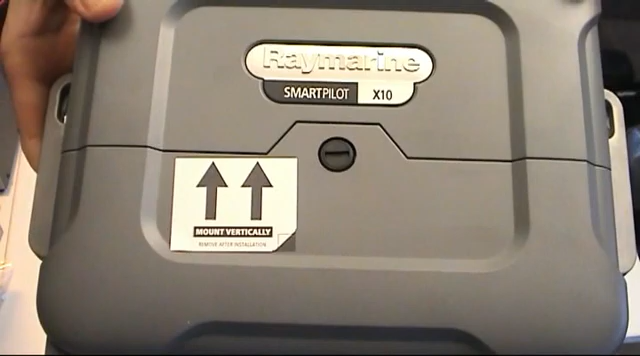 Raymarine
SMARTPILOT X10
MOUNT VERTICALLY
REMOVE AFTER INSTALLATION